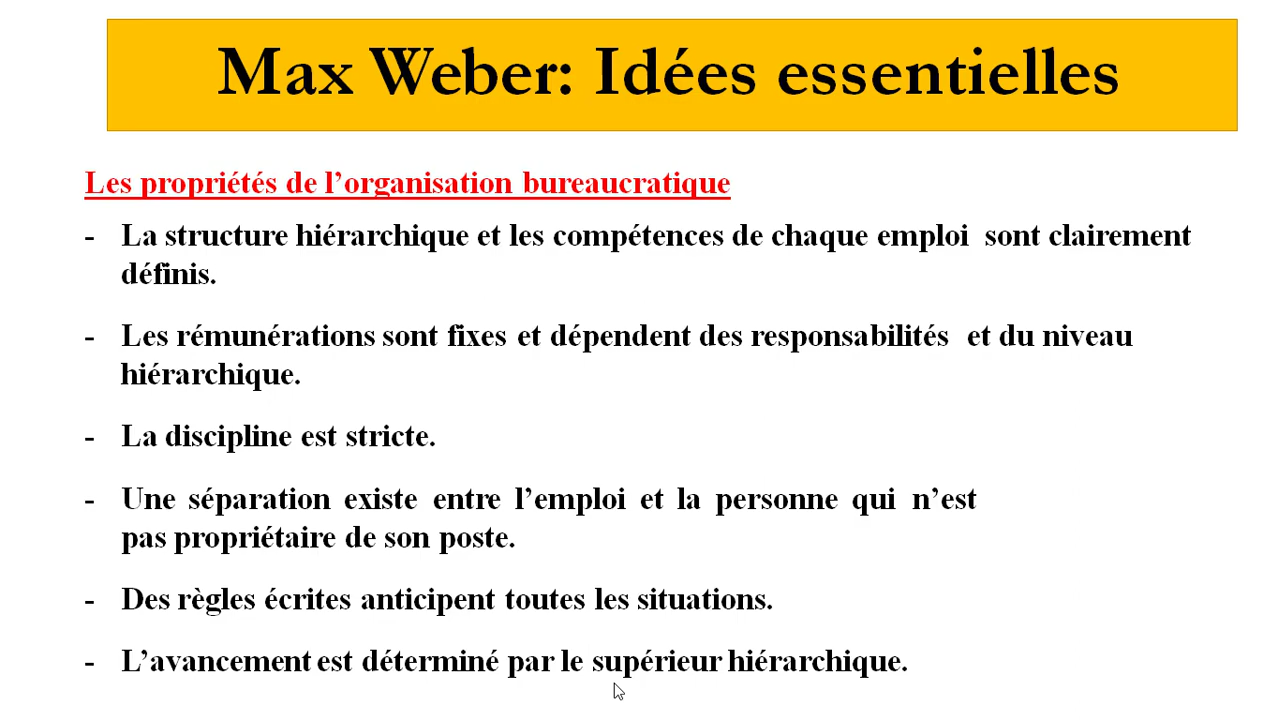 Max Weber: Idées essentielles
Les propriétés de l’organisation bureaucratique
- La structure hiérarchique et les compétences de chaque emploi sont clairement
définis.
- Les rémunérations sont fixes et dépendent des responsabilités et du niveau
hiérarchique.
- La discipline est stricte.
- Une séparation existe entre l’emploi et la personne qui n’est
pas propriétaire de son poste.
- Des règles écrites anticipent toutes les situations.
- L’avancement est déterminé par le supérieur hiérarchique.